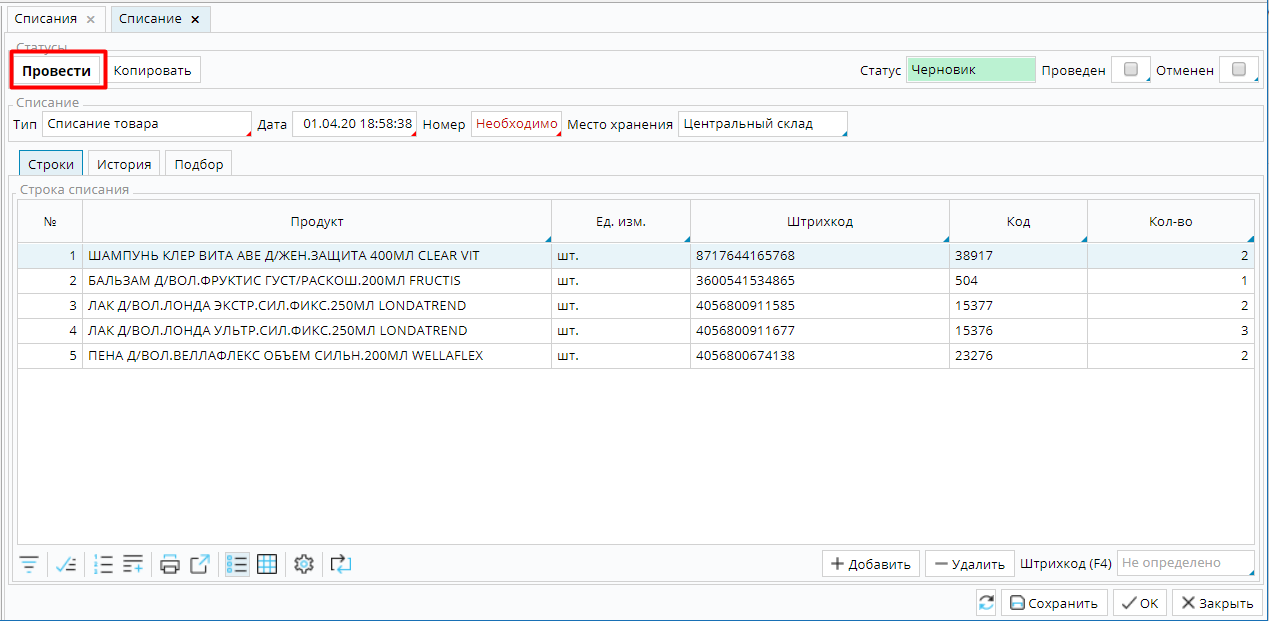 Списания × Списание ×
Статусы
Провести Копировать Статус Черновик Проведен Отменен
Списание
Тип Списание товара Дата 01.04.20 18:58:38 Номер Необходимо Место хранения Центральный склад
Строки История Подбор
Строка списания
№ Продукт Ед. изм. Штрихкод Код Кол-во
1 ШАМПУНЬ КЛЕР ВИТА АВЕ Д/ЖЕН.ЗАЩИТА 400МЛ CLEAR VIT шт. 8717644165768 38917 2
2 БАЛЬЗАМ Д/ВОЛ.ФРУКТИС ГУСТ/РАСКОШ.200МЛ FRUCTIS шт. 3600541534865 504 1
3 ЛАК Д/ВОЛ.ЛОНДА ЭКСТР.СИЛ.ФИКС.250МЛ LONDATREND шт. 4056800911585 15377 2
4 ЛАК Д/ВОЛ.ЛОНДА УЛЬТР.СИЛ.ФИКС.250МЛ LONDATREND шт. 4056800911677 15376 3
5 ПЕНА Д/ВОЛ.ВЕЛЛАФЛЕКС ОБЪЕМ СИЛЬН.200МЛ WELLAFLEX шт. 4056800674138 23276 2
Добавить Удалить Штрихкод (F4) Не определено
Сохранить OK Закрыть